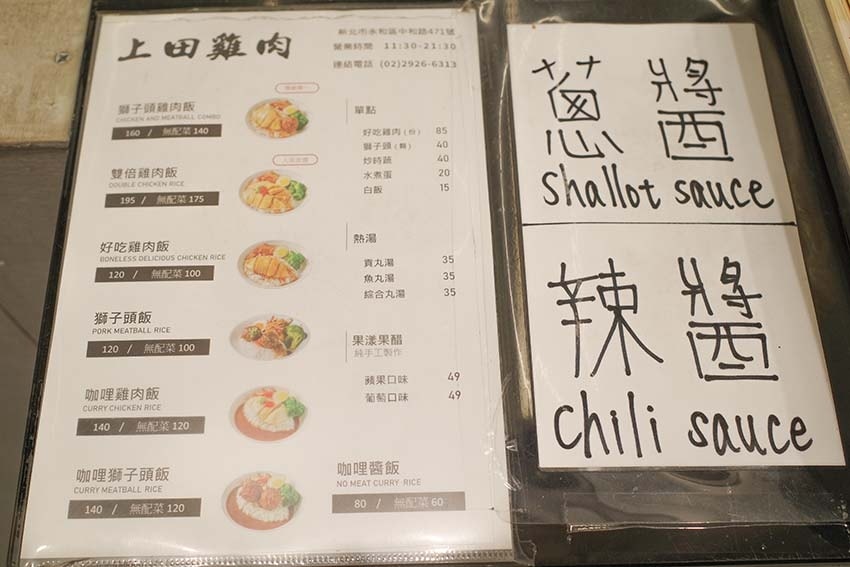 上田雞肉
新北市永和區中和路471號
營業時間 11:30-21:30
連絡電話 (02)2926-6313
獅子頭雞肉飯
CHICKEN AND MEATBALL COMBO
160 / 無配菜 140
雙倍雞肉飯
DOUBLE CHICKEN RICE
195 / 無配菜 175
好吃雞肉飯
BONELESS DELICIOUS CHICKEN RICE
120 / 無配菜 100
獅子頭飯
PORK MEATBALL RICE
120 / 無配菜 100
咖哩雞肉飯
CURRY CHICKEN RICE
140 / 無配菜 120
咖哩獅子頭飯
CURRY MEATBALL RICE
140 / 無配菜 120
單點
好吃雞肉(份) 85
獅子頭(顆) 40
炒時蔬 40
水煮蛋 20
白飯 15
熱湯
貢丸湯 35
魚丸湯 35
綜合丸湯 35
果漾果醋
純手工製作
蘋果口味 49
葡萄口味 49
咖哩醬飯
NO MEAT CURRY RICE
80 / 無配菜 60
蔥醬
shallot sauce
辣醬
chili sauce